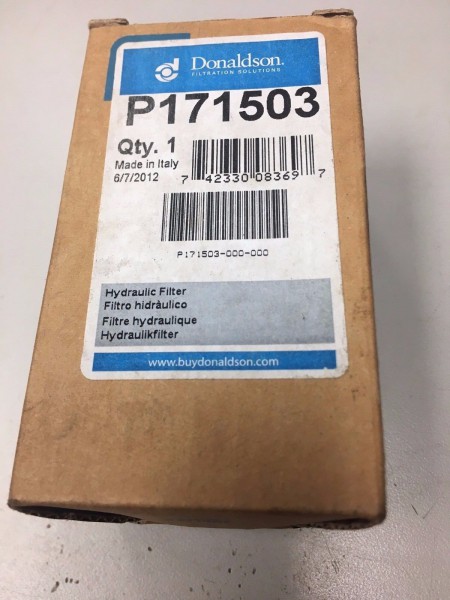 Donaldson.
FILTRATION SOLUTIONS
P171503
Qty. 1
Made in Italy
6/7/2012
7 42330 08369 7
P171503-000-000
Hydraulic Filter
Filtro hidràulico
Filtre hydraulique
Hydraulikfilter
www.buydonaldson.com